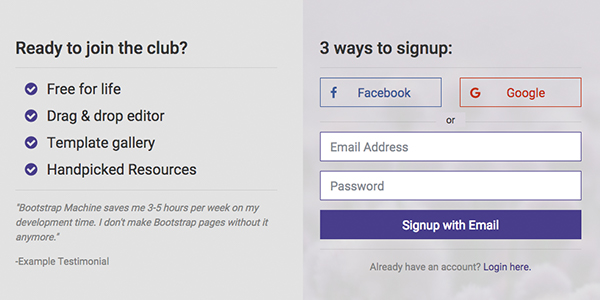 Ready to join the club?
Free for life
Drag & drop editor
Template gallery
Handpicked Resources
"Bootstrap Machine saves me 3-5 hours per week on my
development time. I don't make Bootstrap pages without it
anymore."
-Example Testimonial
3 ways to signup:
f Facebook
G Google
or
Email Address
Password
Signup with Email
Already have an account? Login here.